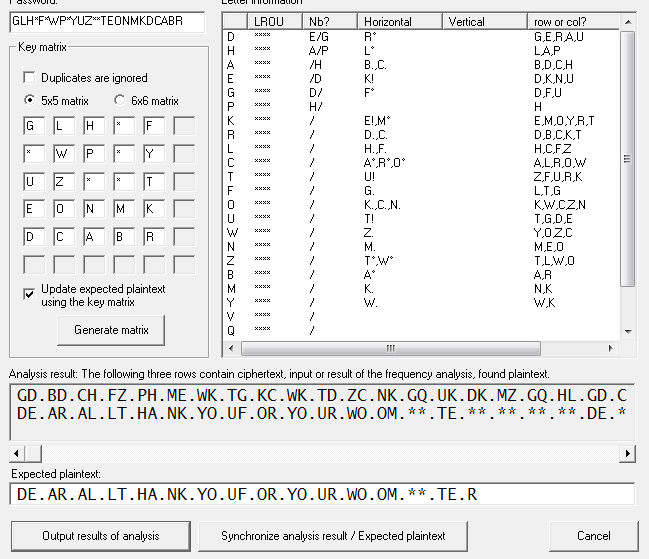 Password:
GLH*F*WP*YUZ**TEONMKDCABR
Key matrix
Duplicates are ignored
5x5 matrix 6x6 matrix
G L H * F
* W P * Y
U Z * * T
E O N M K
D C A B R
Update expected plaintext
using the key matrix
Generate matrix
Letter information
LROU Nb? Horizontal Vertical row or col?
D **** E/G R* G,E,R,A,U
H **** A/P L* L,A,P
A **** /H B.,C. B,D,C,H
E **** /D K! D,K,N,U
G **** D/ F* D,F,U
P **** H/ H
K **** / E!,M* E,M,O,Y,R,T
R **** / D.,C. D,B,C,K,T
L **** / H.,F. H,C,F,Z
C **** / A*,R*,O* A,L,R,O,W
T **** / U! Z,F,U,R,K
F **** / G. L,T,G
O **** / K.,C.,N. K,W,C,Z,N
U **** / T! T,G,D,E
W **** / Z. Y,O,Z,C
N **** / M. M,E,O
Z **** / T*,W* T,L,W,O
B **** / A* A,R
M **** / K. N,K
Y **** / W. W,K
V **** /
Q **** /
Analysis result: The following three rows contain ciphertext, input or result of the frequency analysis, found plaintext.
GD.BD.CH.FZ.PH.ME.WK.TG.KC.WK.TD.ZC.NK.GQ.UK.DK.MZ.GQ.HL.GD.C
DE.AR.AL.LT.HA.NK.YO.UF.OR.YO.UR.WO.OM.**.TE.**.**.**.**.DE.*
Expected plaintext:
DE.AR.AL.LT.HA.NK.YO.UF.OR.YO.UR.WO.OM.**.TE.R
Output results of analysis
Synchronize analysis result / Expected plaintext
Cancel